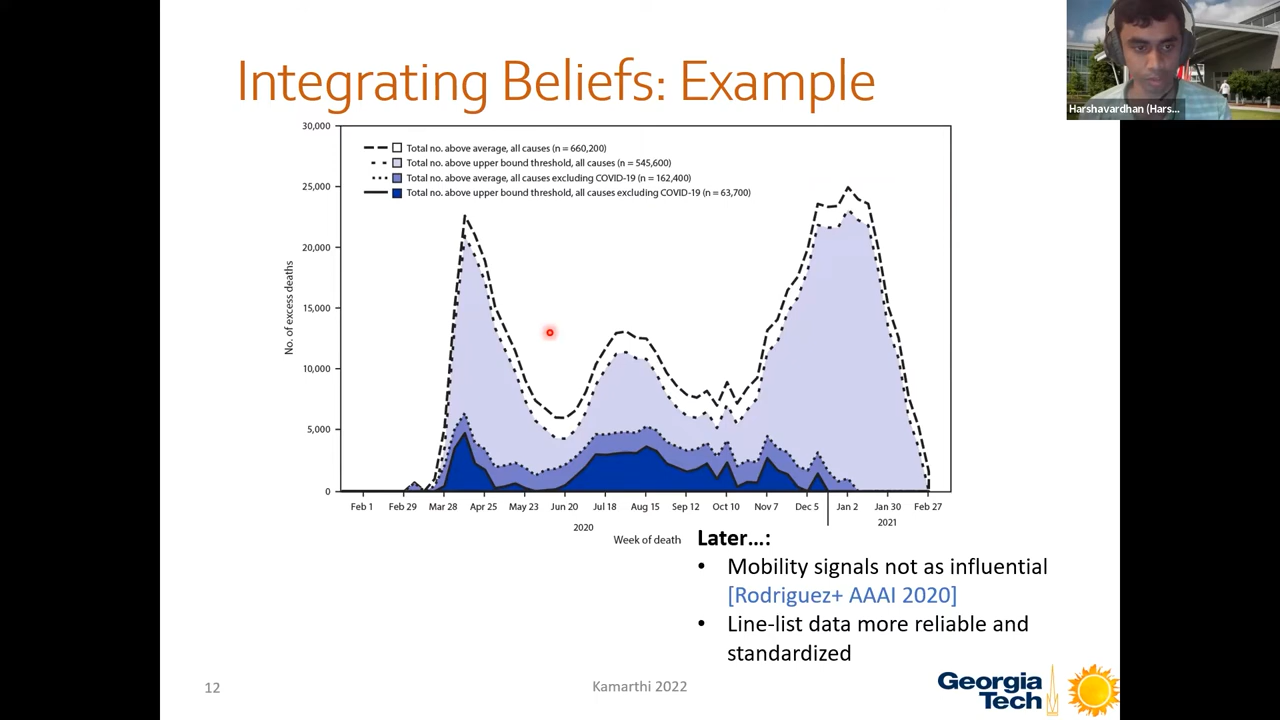 Integrating Beliefs: Example
Harshavardhan (Hars...
30,000
25,000
20,000
15,000
10,000
5,000
0
No. of excess deaths
Total no. above average, all causes (n = 660,200)
Total no. above upper bound threshold, all causes (n = 545,600)
Total no. above average, all causes excluding COVID-19 (n = 162,400)
Total no. above upper bound threshold, all causes excluding COVID-19 (n = 63,700)
Feb 1 Feb 29 Mar 28 Apr 25 May 23 Jun 20 Jul 18 Aug 15 Sep 12 Oct 10 Nov 7 Dec 5 Jan 2 Jan 30 Feb 27
2020 2021
Week of death
Later...:
• Mobility signals not as influential
[Rodriguez+ AAAI 2020]
• Line-list data more reliable and
standardized
12
Kamarthi 2022
Georgia
Tech